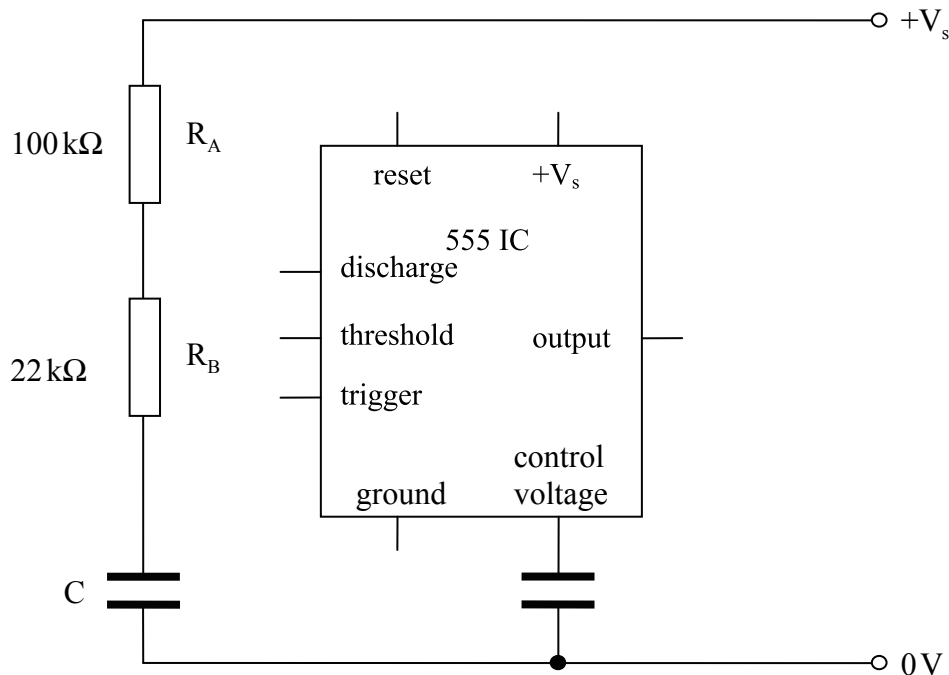 +Vs
100 kΩ
RA
reset
+Vs
555 IC
discharge
threshold
output
22 kΩ
RB
trigger
control
ground
voltage
C
0 V